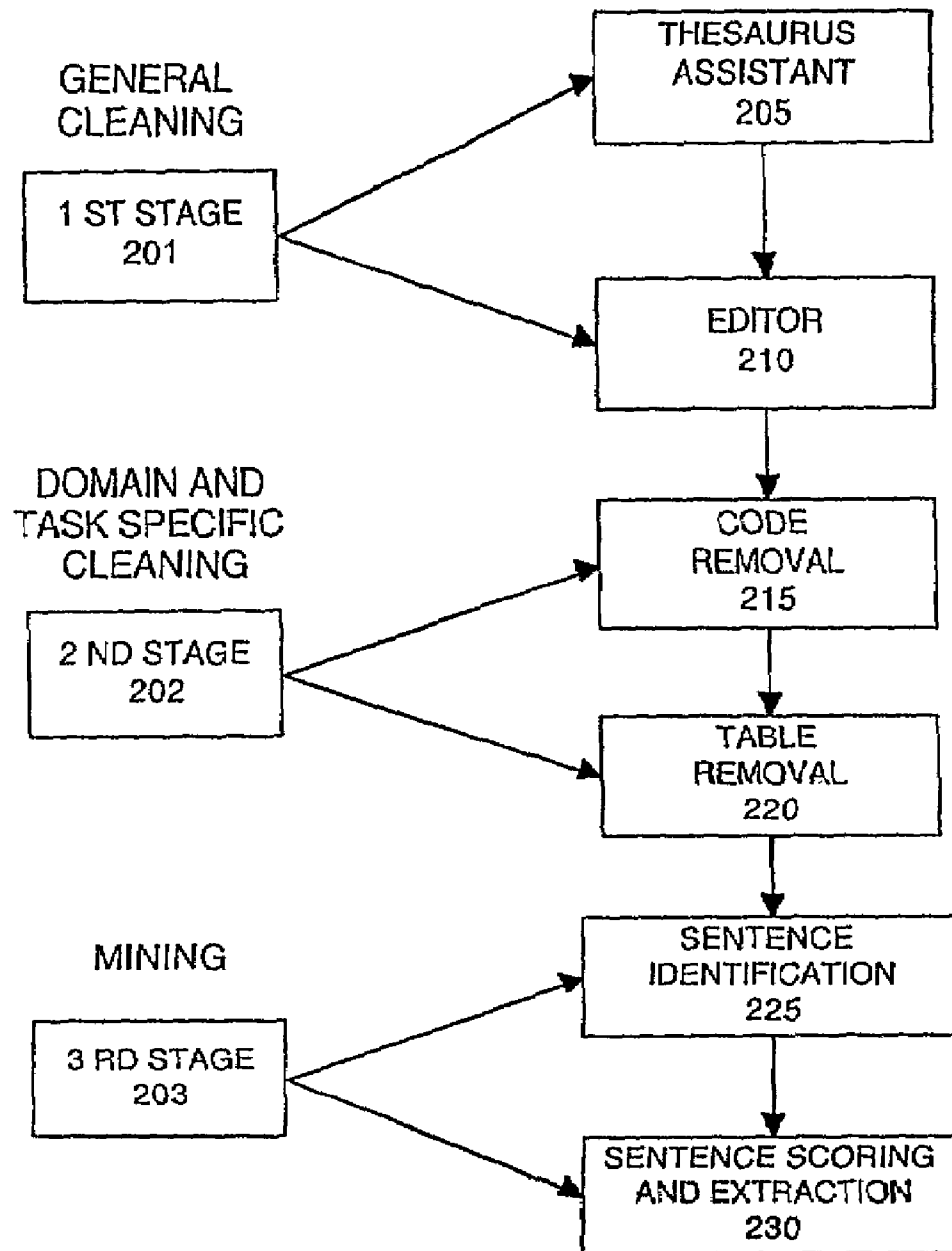 GENERAL
CLEANING
1 ST STAGE
201
THESAURUS
ASSISTANT
205
EDITOR
210
DOMAIN AND
TASK SPECIFIC
CLEANING
2 ND STAGE
202
CODE
REMOVAL
215
TABLE
REMOVAL
220
MINING
3 RD STAGE
203
SENTENCE
IDENTIFICATION
225
SENTENCE SCORING
AND EXTRACTION
230